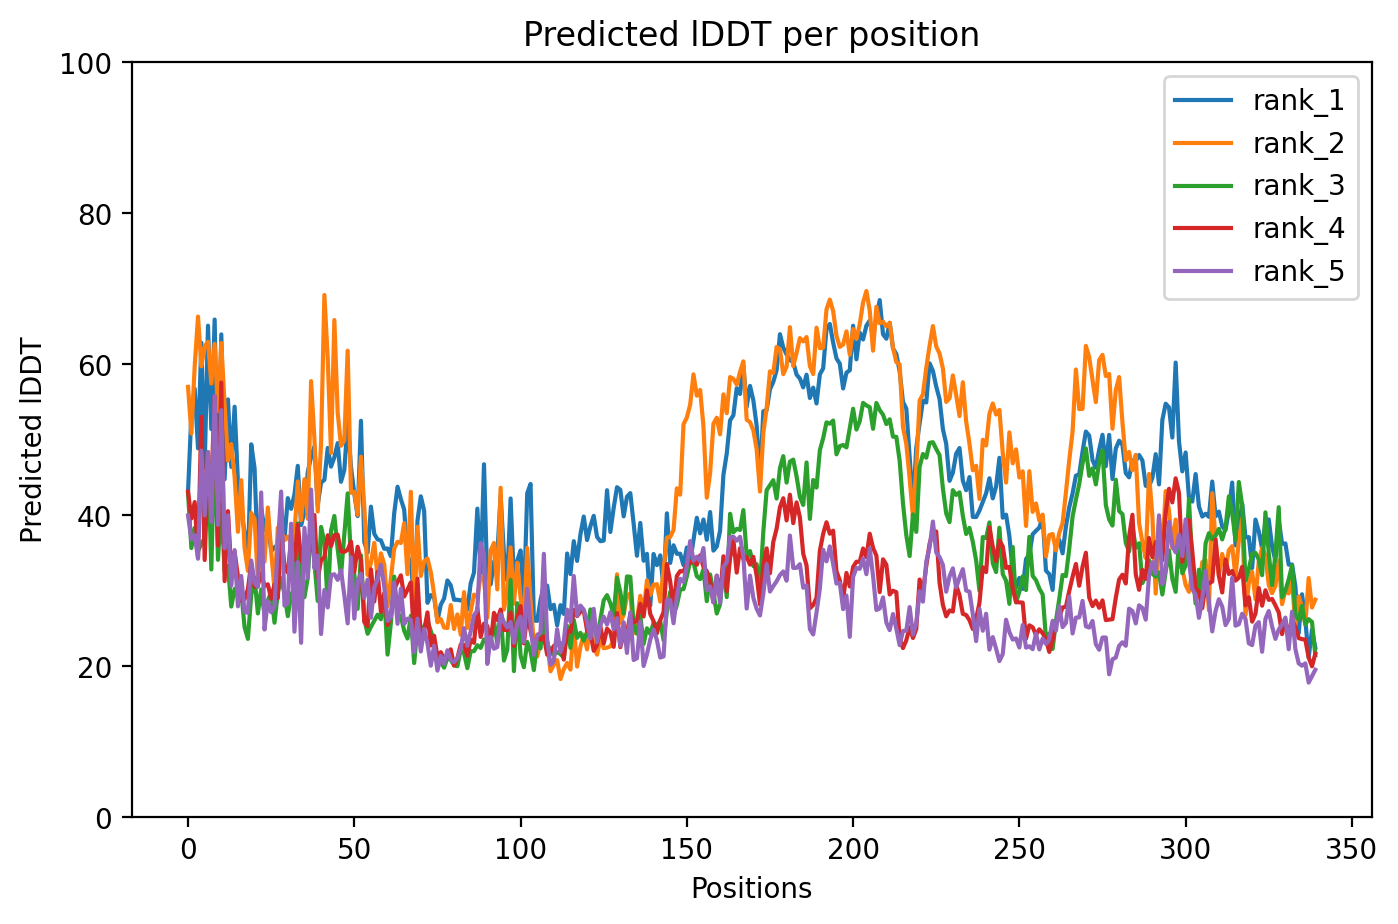 Predicted lDDT per position
100
80
60
40
20
0
Predicted lDDT
0 50 100 150 200 250 300 350
Positions
rank_1
rank_2
rank_3
rank_4
rank_5